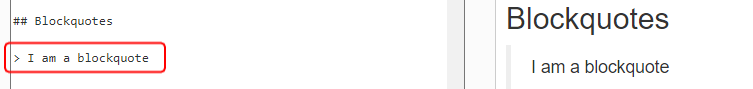 ## Blockquotes
> I am a blockquote
Blockquotes
I am a blockquote